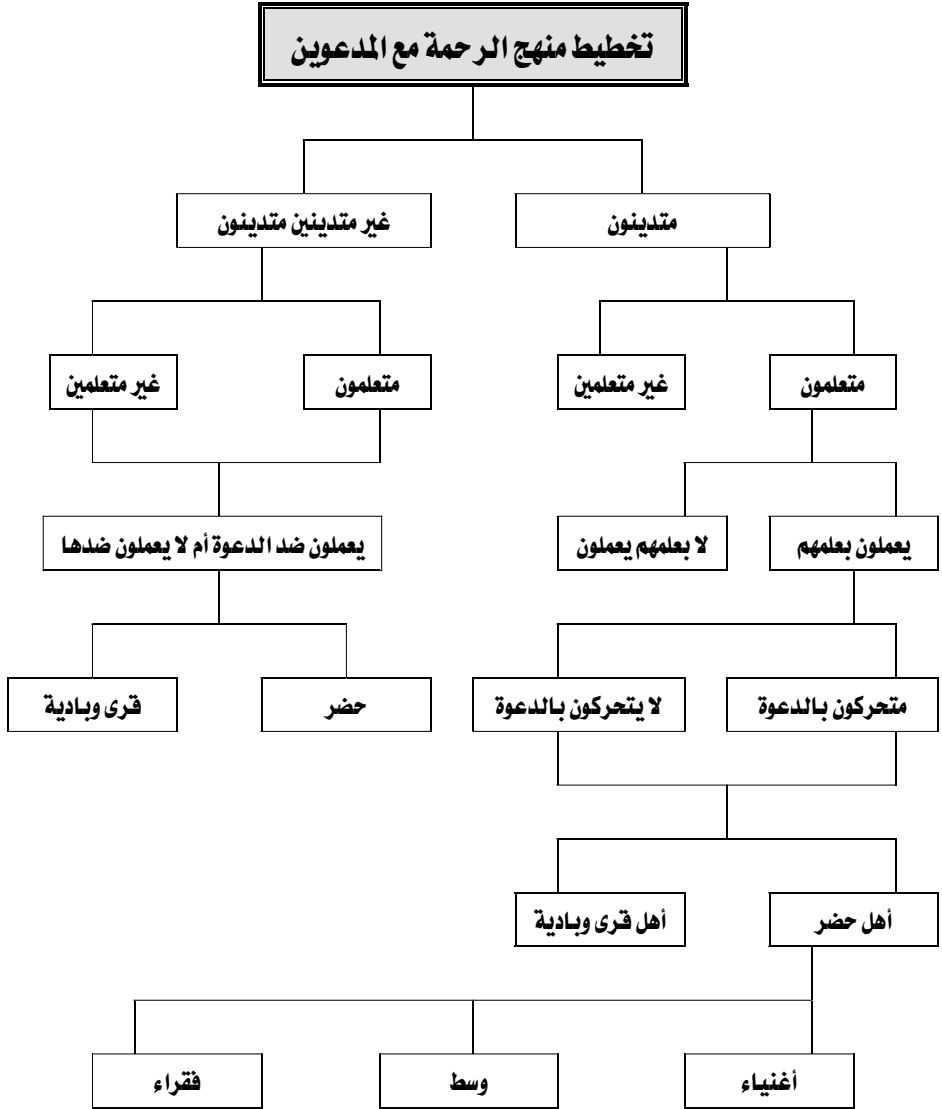 تخطيط منهج الرحمة مع المدعوين
متدينون
غير متدينين متدينون
متعلمون
غير متعلمين
متعلمون
غير متعلمين
يعملون بعلمهم
لا بعلمهم يعملون
يعملون ضد الدعوة أم لا يعملون ضدها
متحركون بالدعوة
لا يتحركون بالدعوة
حضر
قرى وبادية
أهل حضر
أهل قرى وبادية
أغنياء
وسط
فقراء